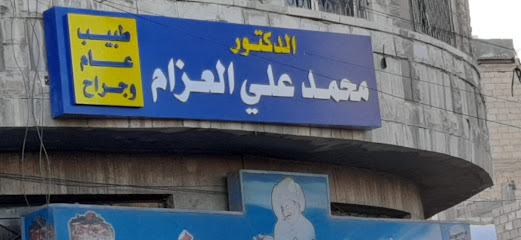 الدكتور
محمد علي العزام
طبيب
عام
وجراح